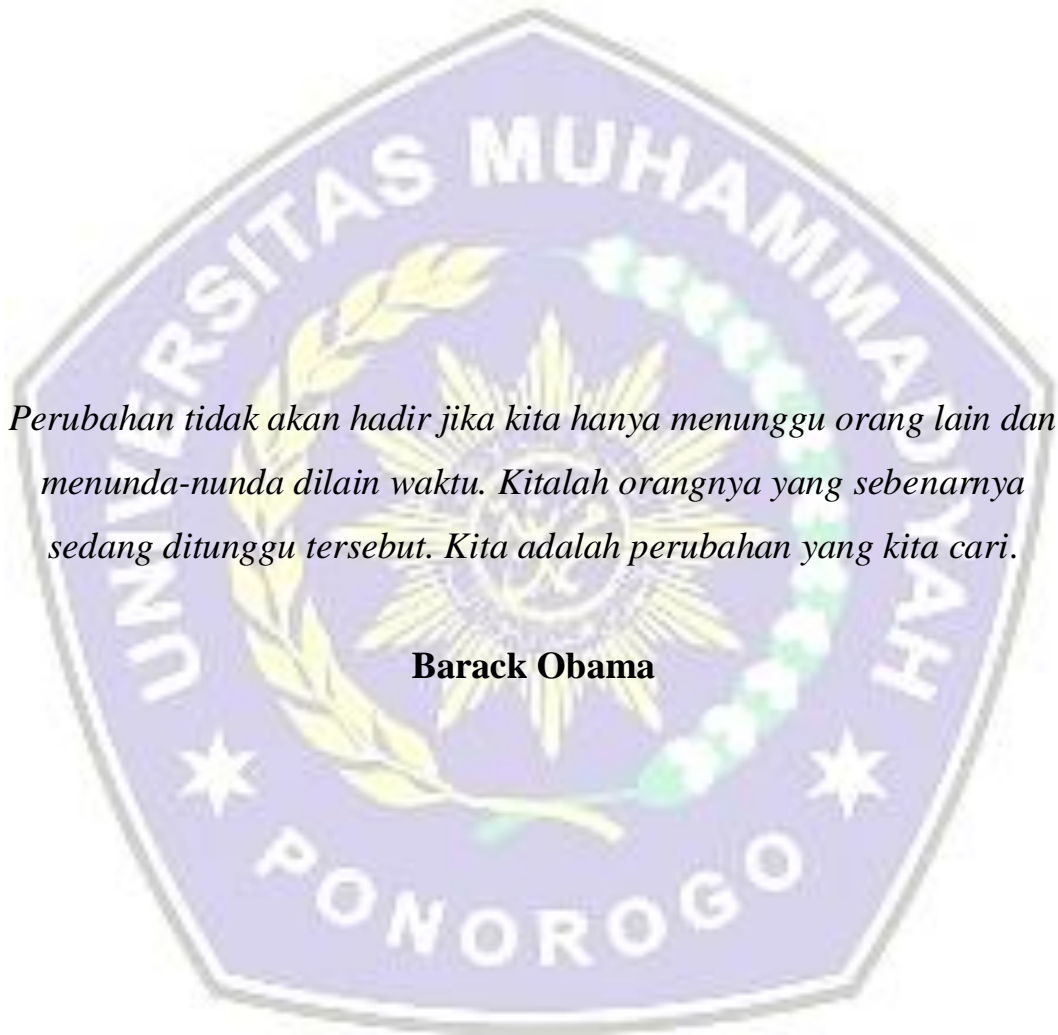 UNIVERSITAS MUHAMMADIYAH
Perubahan tidak akan hadir jika kita hanya menunggu orang lain dan
menunda-nunda dilain waktu. Kitalah orangnya yang sebenarnya
sedang ditunggu tersebut. Kita adalah perubahan yang kita cari.
Barack Obama
PONOROGO